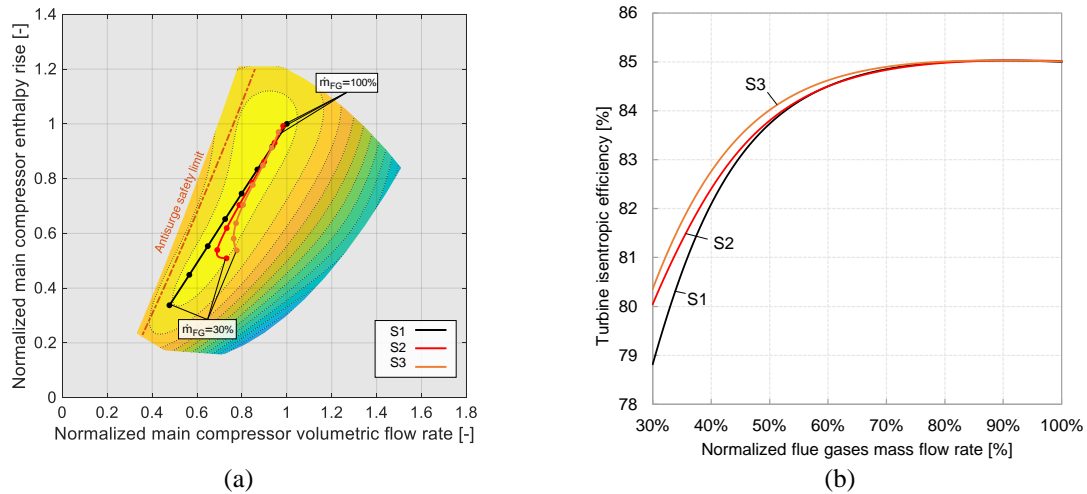 1.4
1.2
1
0.8
0.6
0.4
0.2
0
0
0.2
0.4
0.6
0.8
1
1.2
1.4
1.6
1.8
Normalized main compressor enthalpy rise [-]
Normalized main compressor volumetric flow rate [-]
Antisurge safety limit
ṁFG=100%
ṁFG=30%
S1
S2
S3
(a)
86
85
84
83
82
81
80
79
78
30%
40%
50%
60%
70%
80%
90%
100%
Turbine isentropic efficiency [%]
Normalized flue gases mass flow rate [%]
S3
S2
S1
(b)